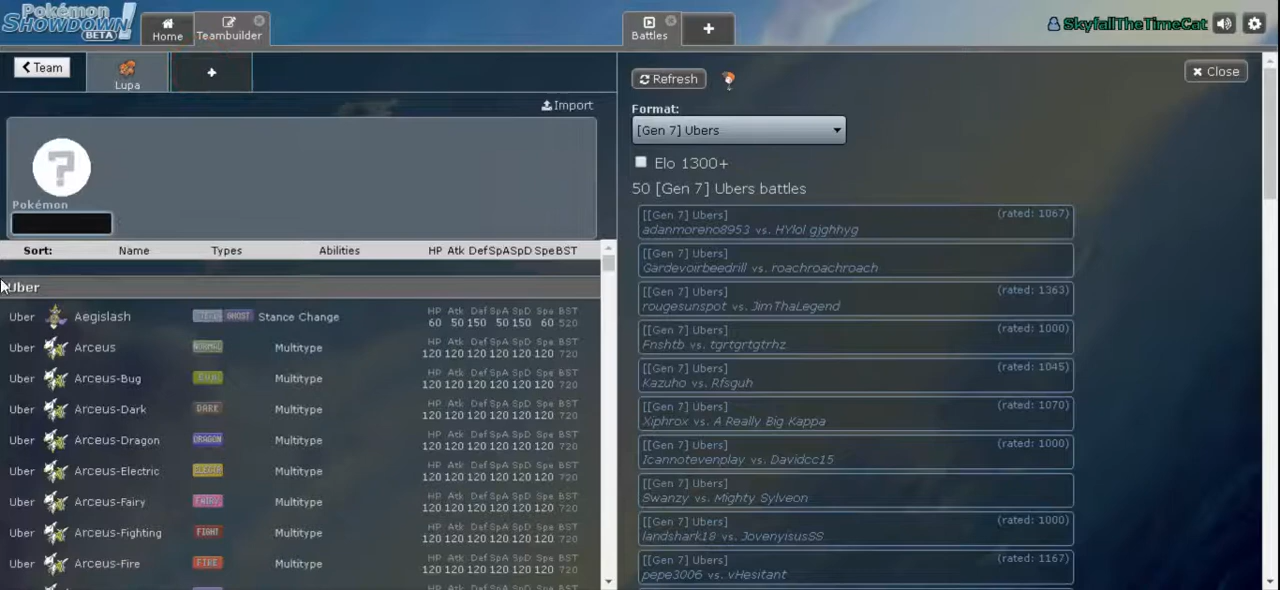 Pokémon
SHOWDOWN!
BETA
Home
Teambuilder
Battles
SkyfallTheTimeCat
Team
Lupa
Import
Pokémon
Sort: Name Types Abilities HP Atk Def SpA SpD Spe BST
Uber
Uber Aegislash STEEL GHOST Stance Change HP 60 Atk 50 Def 150 SpA 50 SpD 150 Spe 60 BST 520
Uber Arceus NORMAL Multitype HP 120 Atk 120 Def 120 SpA 120 SpD 120 Spe 120 BST 720
Uber Arceus-Bug BUG Multitype HP 120 Atk 120 Def 120 SpA 120 SpD 120 Spe 120 BST 720
Uber Arceus-Dark DARK Multitype HP 120 Atk 120 Def 120 SpA 120 SpD 120 Spe 120 BST 720
Uber Arceus-Dragon DRAGON Multitype HP 120 Atk 120 Def 120 SpA 120 SpD 120 Spe 120 BST 720
Uber Arceus-Electric ELECTR Multitype HP 120 Atk 120 Def 120 SpA 120 SpD 120 Spe 120 BST 720
Uber Arceus-Fairy FAIRY Multitype HP 120 Atk 120 Def 120 SpA 120 SpD 120 Spe 120 BST 720
Uber Arceus-Fighting FIGHT Multitype HP 120 Atk 120 Def 120 SpA 120 SpD 120 Spe 120 BST 720
Uber Arceus-Fire FIRE Multitype HP 120 Atk 120 Def 120 SpA 120 SpD 120 Spe 120 BST 720
Refresh
Close
Format:
[Gen 7] Ubers
Elo 1300+
50 [Gen 7] Ubers battles
[[Gen 7] Ubers] (rated: 1067)
adanmoreno8953 vs. HYlol gjghhyg
[[Gen 7] Ubers]
Gardevoirbeedrill vs. roachroachroach
[[Gen 7] Ubers] (rated: 1363)
rougesunspot vs. JimThaLegend
[[Gen 7] Ubers] (rated: 1000)
Fnshtb vs. tgrtgrtgtrhz
[[Gen 7] Ubers] (rated: 1045)
Kazuho vs. Rfsguh
[[Gen 7] Ubers] (rated: 1070)
Xiphrox vs. A Really Big Kappa
[[Gen 7] Ubers] (rated: 1000)
Icannotevenplay vs. Davidcc15
[[Gen 7] Ubers]
Swanzy vs. Mighty Sylveon
[[Gen 7] Ubers] (rated: 1000)
landshark18 vs. JovenyisusSS
[[Gen 7] Ubers] (rated: 1167)
pepe3006 vs. vHesitant